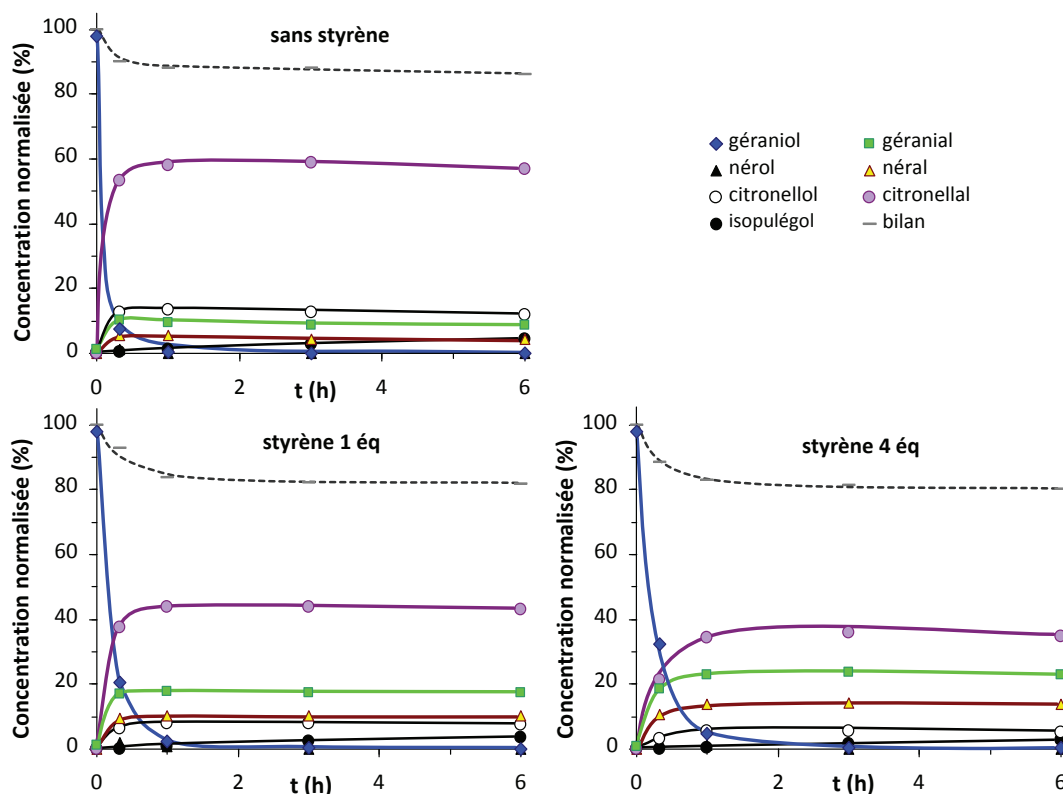 sans styrène
Concentration normalisée (%)
100
80
60
40
20
0
0 2 4 6
t (h)
géraniol géranial
nérol néral
citronellol citronellal
isopulégol bilan
styrène 1 éq
Concentration normalisée (%)
100
80
60
40
20
0
0 2 4 6
t (h)
styrène 4 éq
Concentration normalisée (%)
100
80
60
40
20
0
0 2 4 6
t (h)